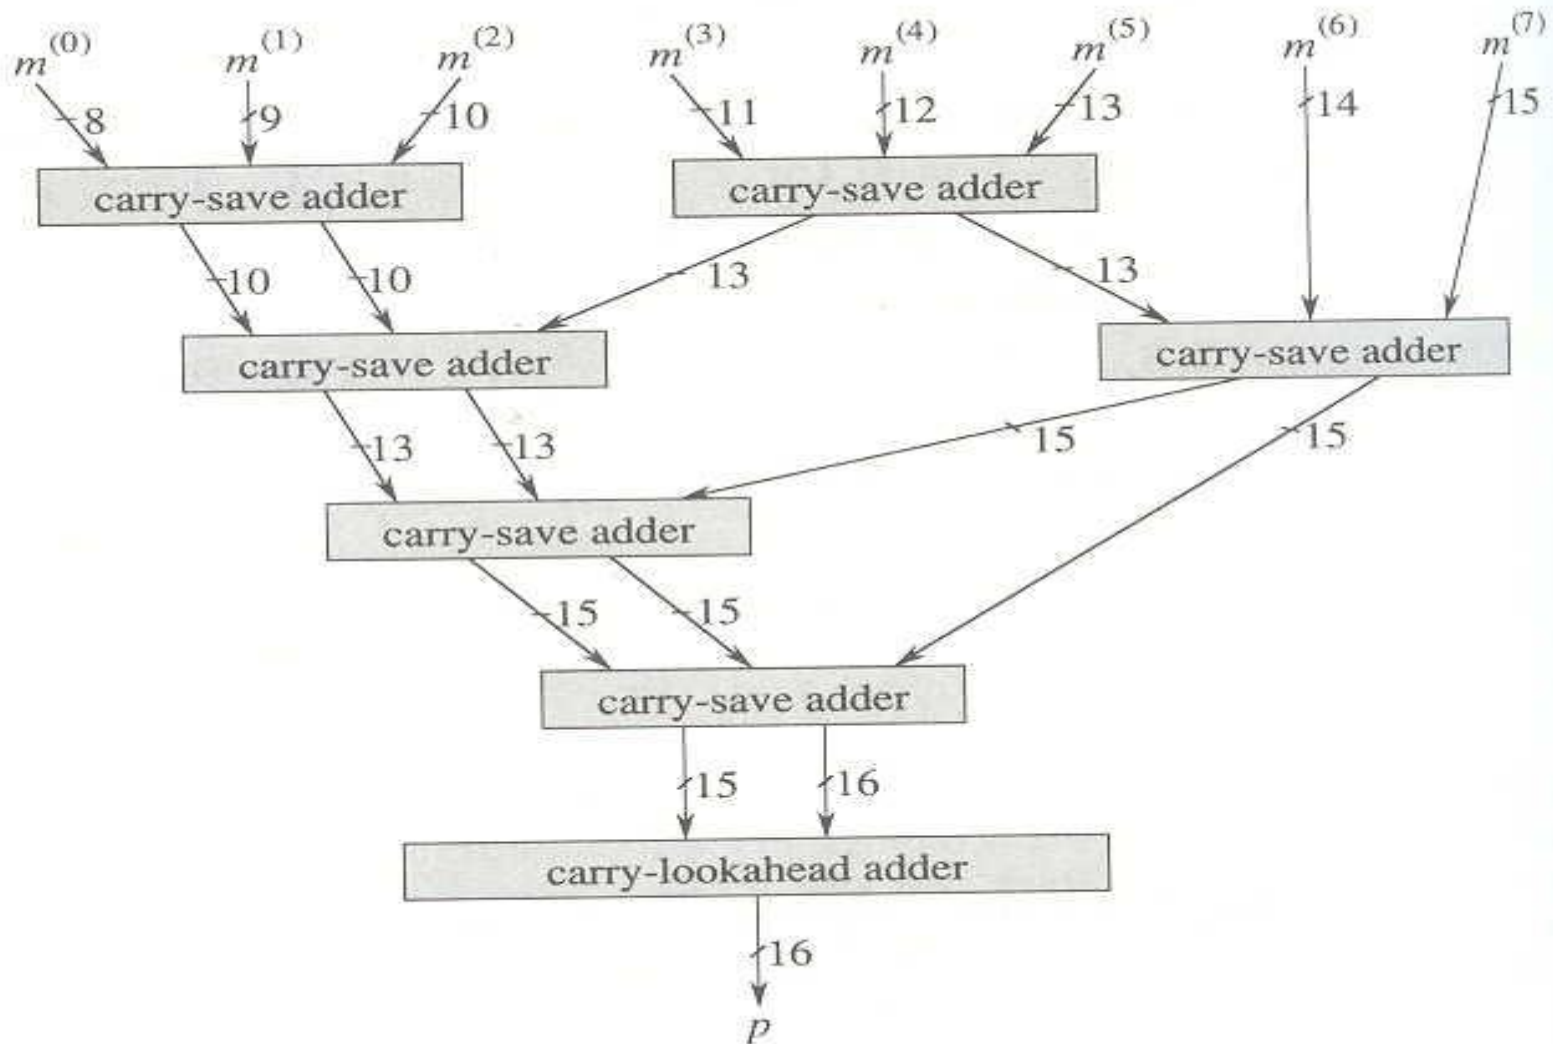 m(0) m(1) m(2) m(3) m(4) m(5) m(6) m(7)
8 9 10 11 12 13 14 15
carry-save adder carry-save adder
10 10 13 13
carry-save adder carry-save adder
13 13 15 15
carry-save adder
15 15
carry-save adder
15 16
carry-lookahead adder
16
p